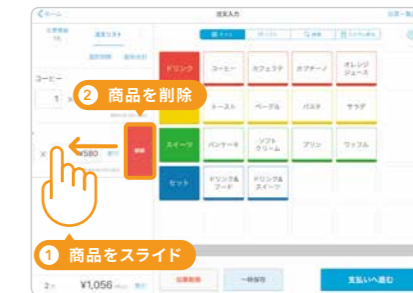 ホーム
注文入力
注文リスト
コーヒー
1
ドリンク
コーヒー
カフェラテ
カプチーノ
オレンジ
ジュース
② 商品を削除
トースト
ベーグル
パスタ
サラダ
¥580
スイーツ
パンケーキ
ソフト
クリーム
プリン
ワッフル
セット
ドリンク&
フード
ドリンク&
スイーツ
① 商品をスライド
2
¥1,056
一時保存
支払いへ進む